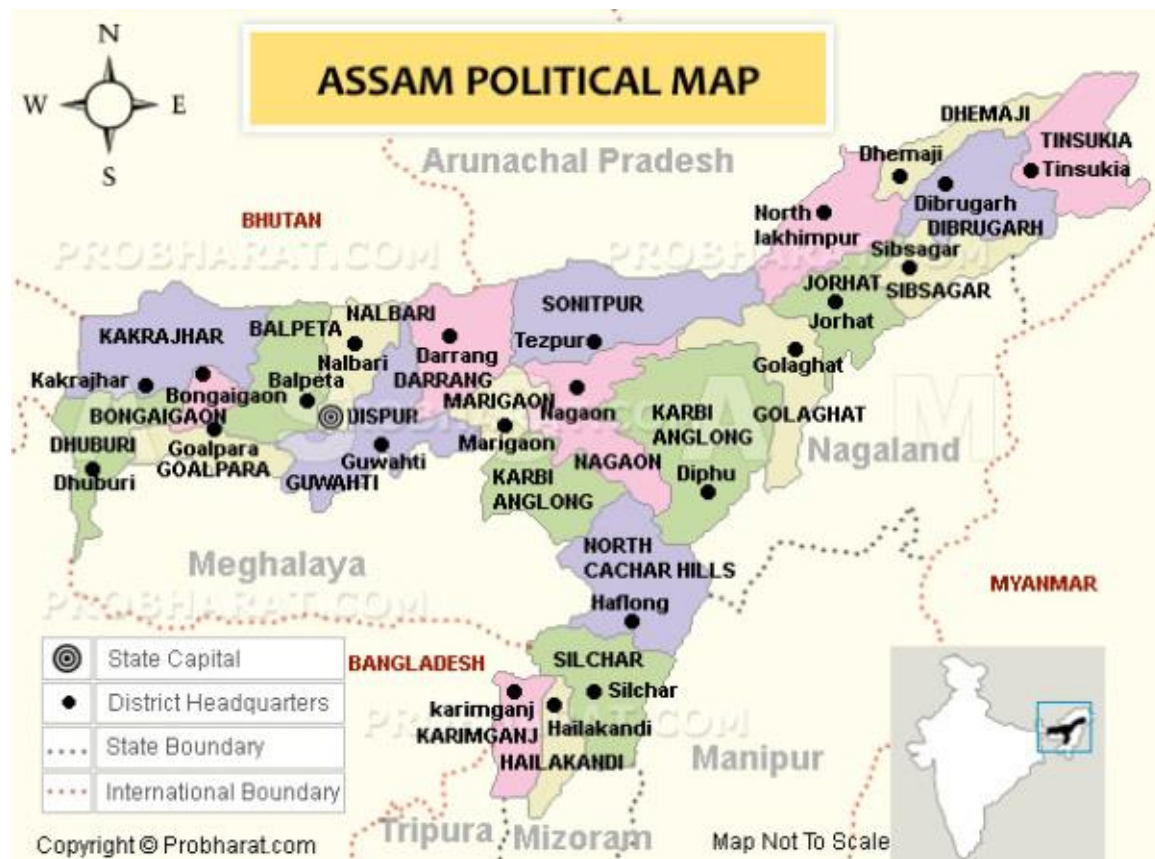 ASSAM POLITICAL MAP
N
W
E
S
Arunachal Pradesh
BHUTAN
PROBHARAT.COM
PROBHARAT.COM
DHEMAJI
Dhemaji
TINSUKIA
Tinsukia
Dibrugarh
DIBRUGARH
North
lakhimpur
Sibsagar
SIBSAGAR
JORHAT
Jorhat
SONITPUR
Tezpur
NALBARI
Nalbari
BALPETA
Balpeta
KAKRAJHAR
Kakrajhar
Bongaigaon
BONGAIGAON
Darrang
DARRANG
MARIGAON
Marigaon
Nagaon
NAGAON
KARBI
ANGLONG
Diphu
Golaghat
GOLAGHAT
DISPUR
Guwahti
GUWAHTI
Goalpara
GOALPARA
DHUBURI
Dhuburi
KARBI
ANGLONG
Nagaland
Meghalaya
PROBHARAT.COM
NORTH
CACHAR HILLS
Haflong
MYANMAR
BANGLADESH
SILCHAR
Silchar
karimganj
KARIMGANJ
Hailakandi
HAILAKANDI
PROBHARAT.COM
Manipur
Tripura
Mizoram
State Capital
District Headquarters
State Boundary
International Boundary
Copyright © Probharat.com
Map Not To Scale